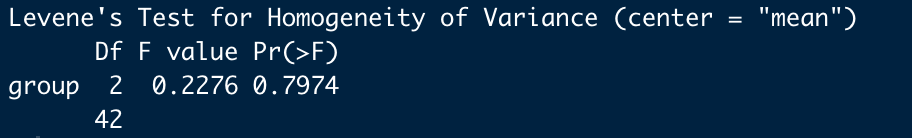 Levene's Test for Homogeneity of Variance (center = "mean")
Df F value Pr(>F)
group 2 0.2276 0.7974
42